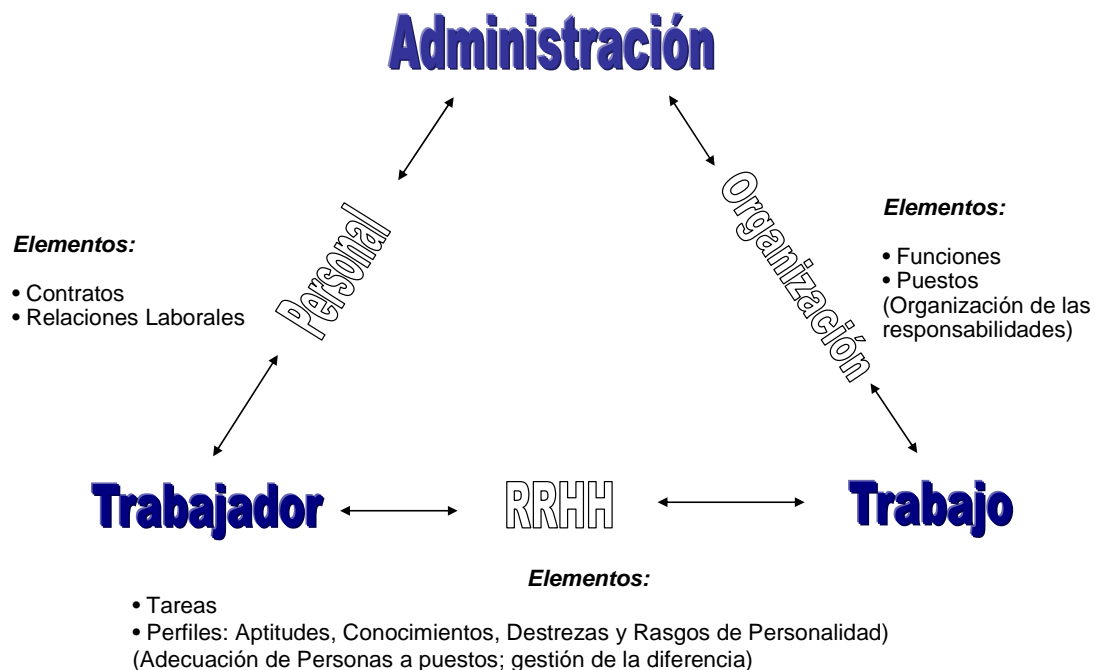 Administración
Personal
Organización
Elementos:
• Contratos
• Relaciones Laborales
Elementos:
• Funciones
• Puestos
(Organización de las
responsabilidades)
Trabajador
RRHH
Trabajo
Elementos:
• Tareas
• Perfiles: Aptitudes, Conocimientos, Destrezas y Rasgos de Personalidad)
(Adecuación de Personas a puestos; gestión de la diferencia)